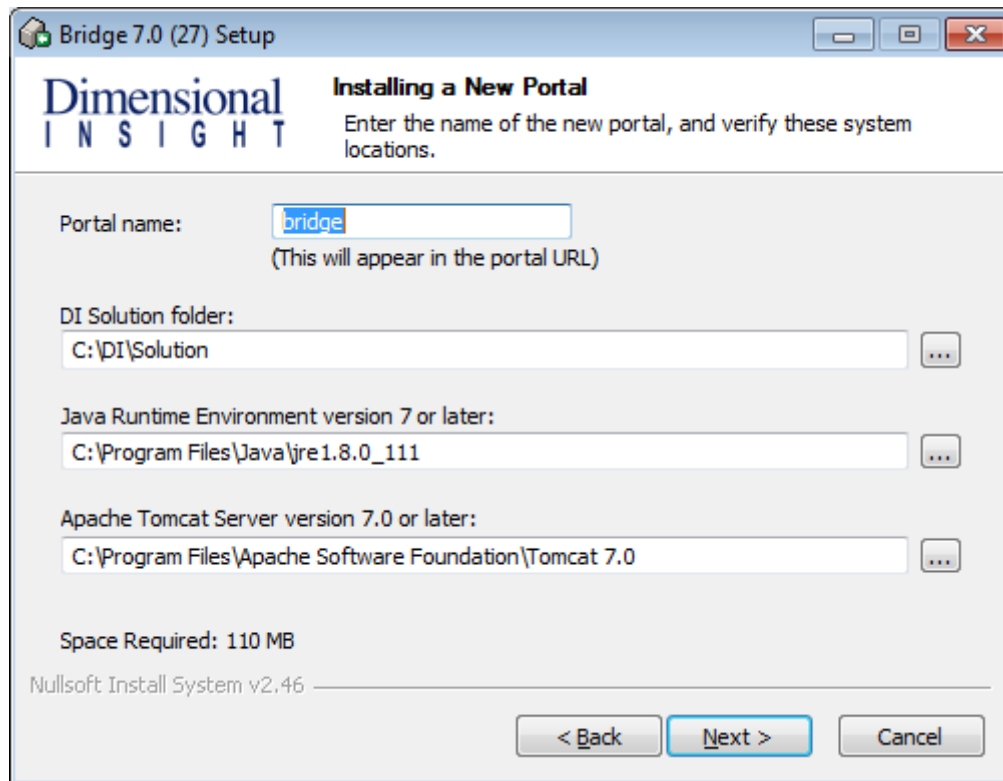 Bridge 7.0 (27) Setup
Dimensional
INSIGHT
Installing a New Portal
Enter the name of the new portal, and verify these system
locations.
Portal name:
bridge
(This will appear in the portal URL)
DI Solution folder:
C:\DI\Solution
...
Java Runtime Environment version 7 or later:
C:\Program Files\Java\jre1.8.0_111
...
Apache Tomcat Server version 7.0 or later:
C:\Program Files\Apache Software Foundation\Tomcat 7.0
...
Space Required: 110 MB
Nullsoft Install System v2.46
< Back
Next >
Cancel